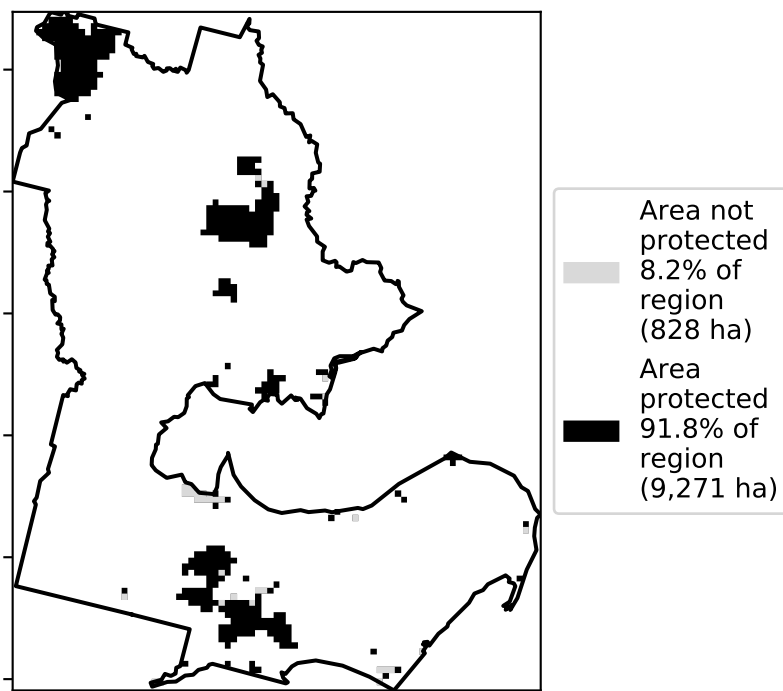 Area not
protected
8.2% of
region
(828 ha)
Area
protected
91.8% of
region
(9,271 ha)